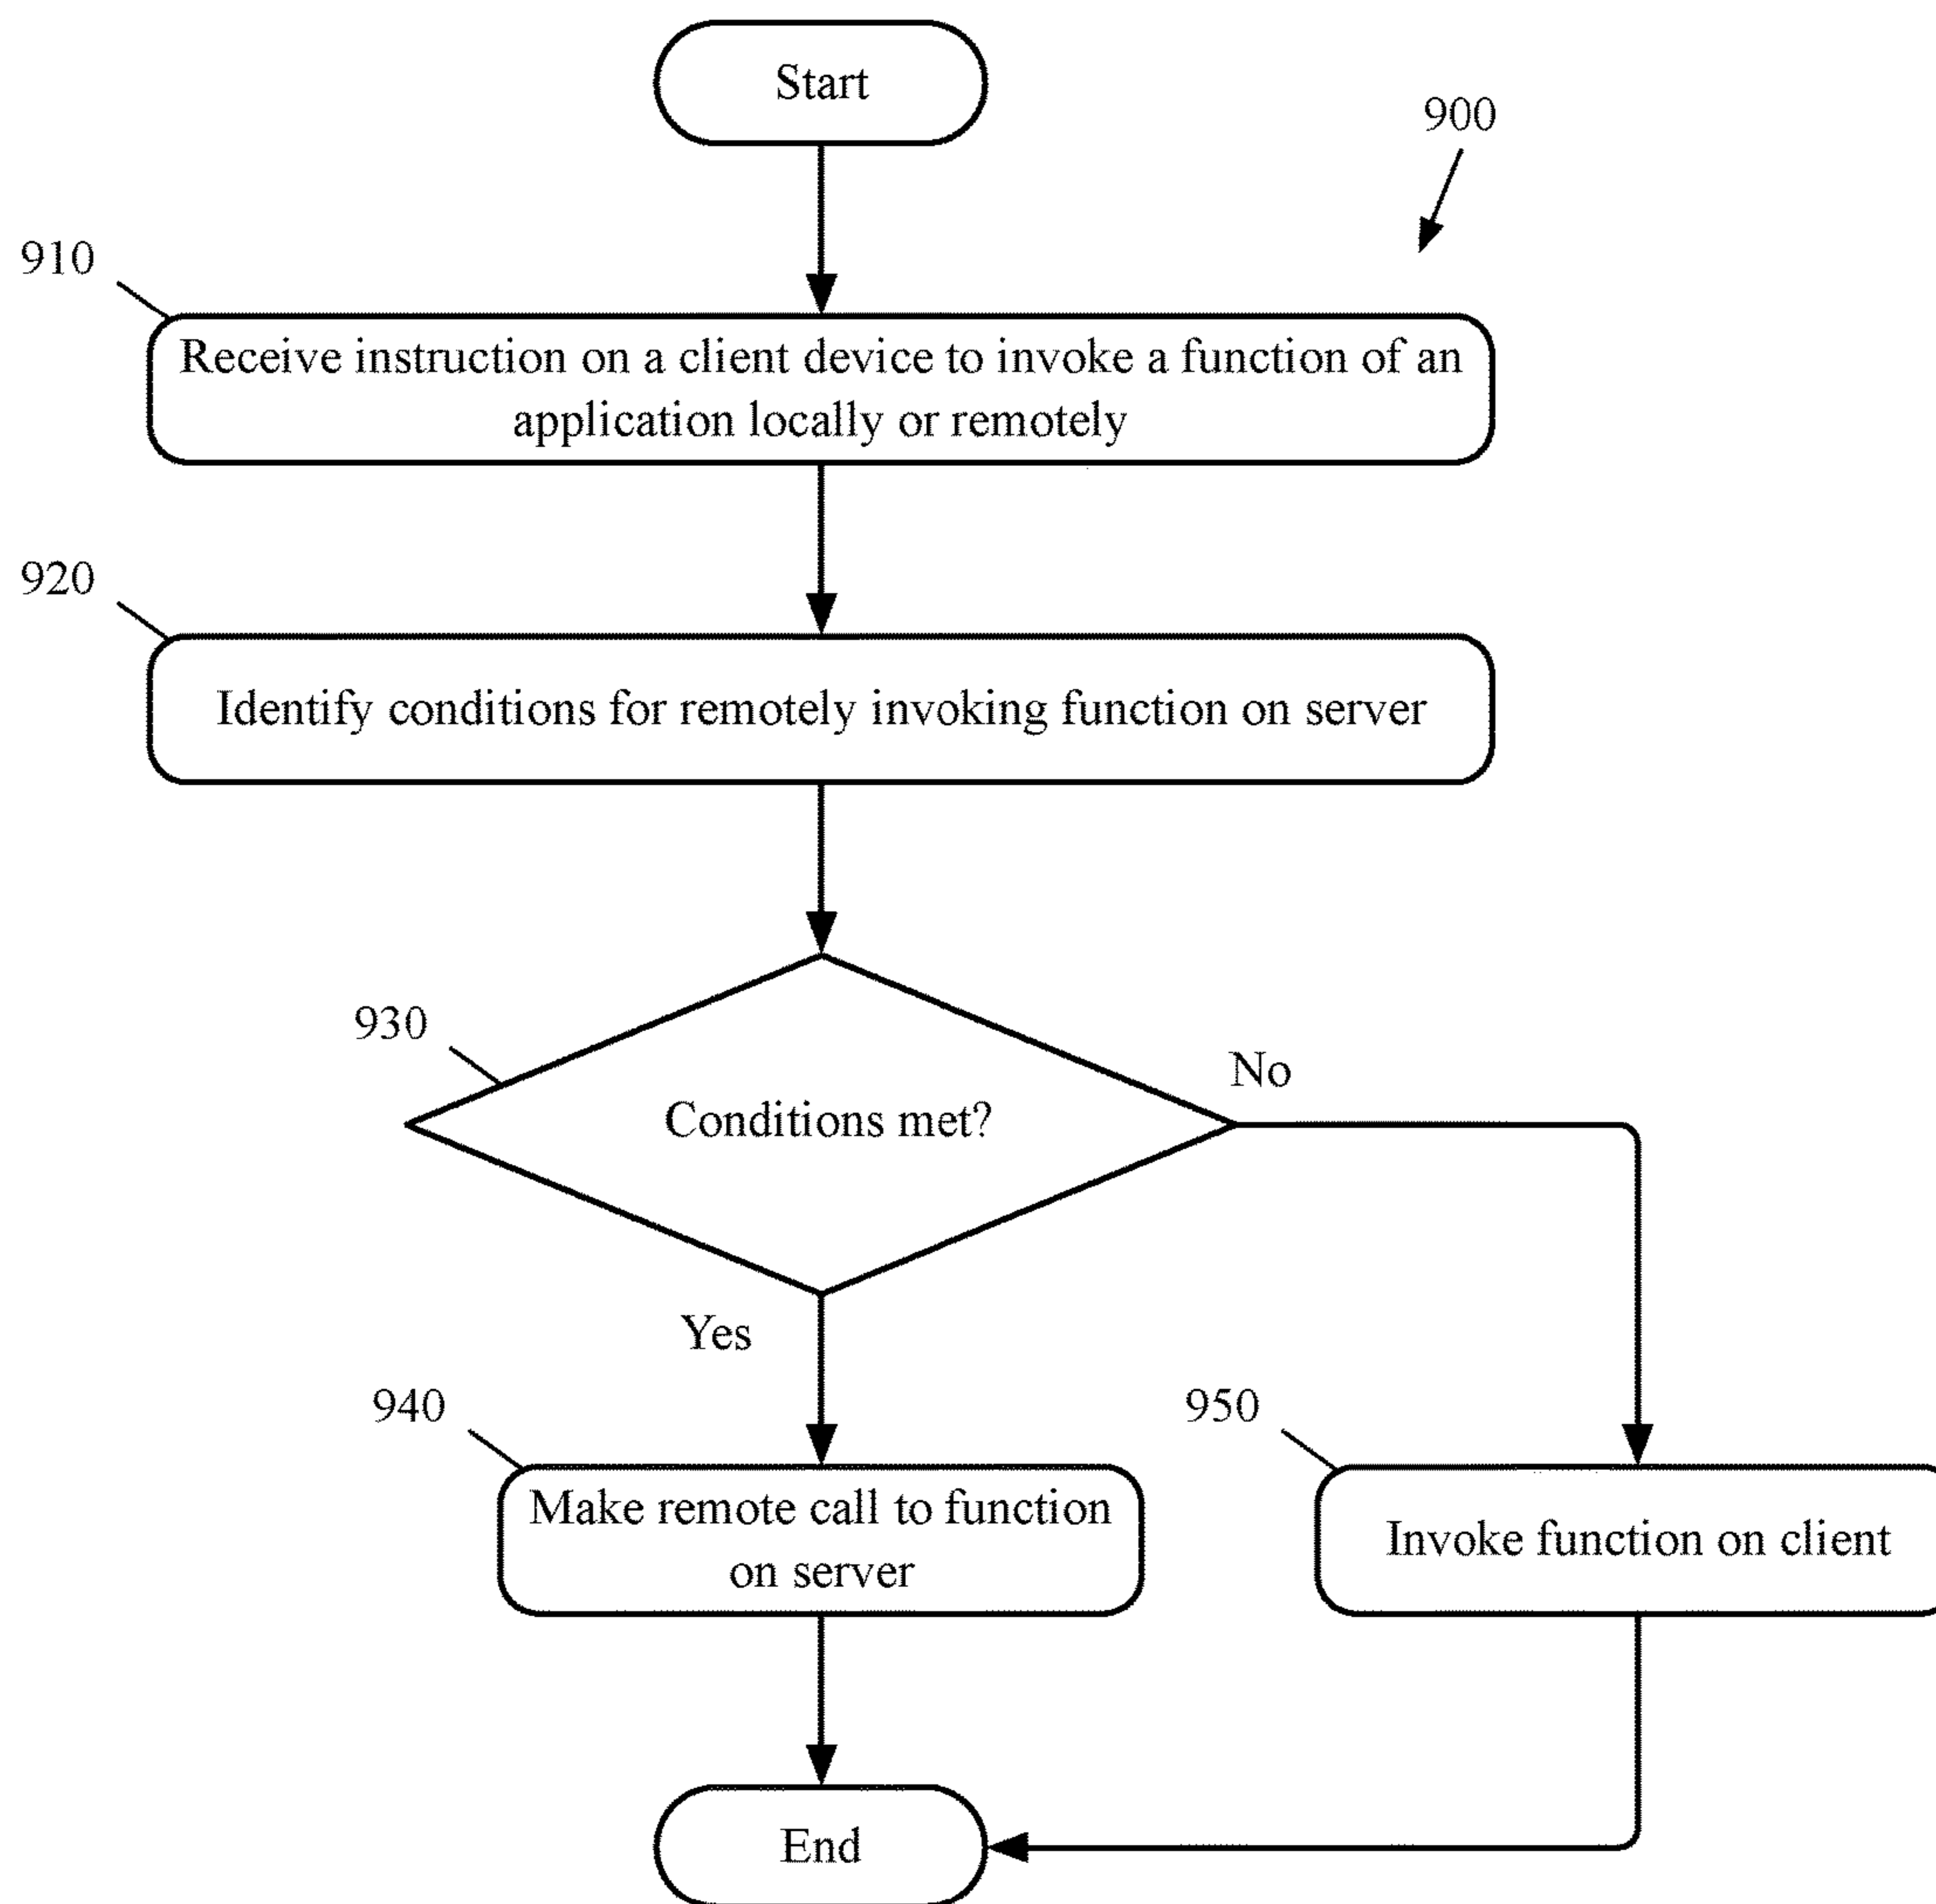 Start
900
910
Receive instruction on a client device to invoke a function of an
application locally or remotely
920
Identify conditions for remotely invoking function on server
930
Conditions met?
No
Yes
940
Make remote call to function
on server
950
Invoke function on client
End